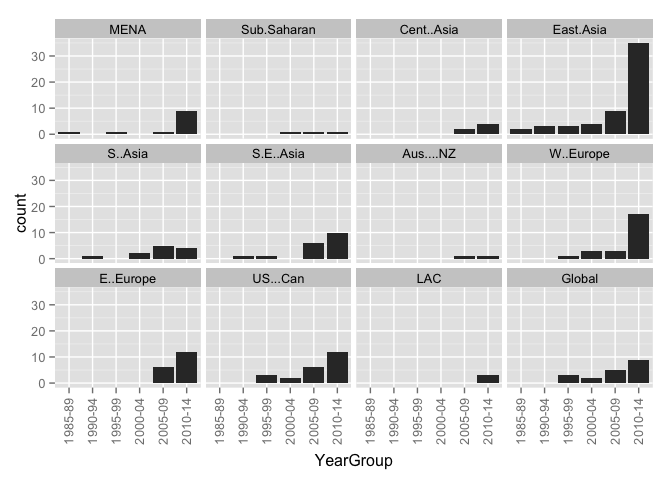 MENA Sub.Saharan Cent..Asia East.Asia
30
20
10
0
S..Asia S.E..Asia Aus....NZ W..Europe
30
20
10
0
count
E..Europe US...Can LAC Global
30
20
10
0
1985-89 1990-94 1995-99 2000-04 2005-09 2010-14 1985-89 1990-94 1995-99 2000-04 2005-09 2010-14 1985-89 1990-94 1995-99 2000-04 2005-09 2010-14 1985-89 1990-94 1995-99 2000-04 2005-09 2010-14
YearGroup